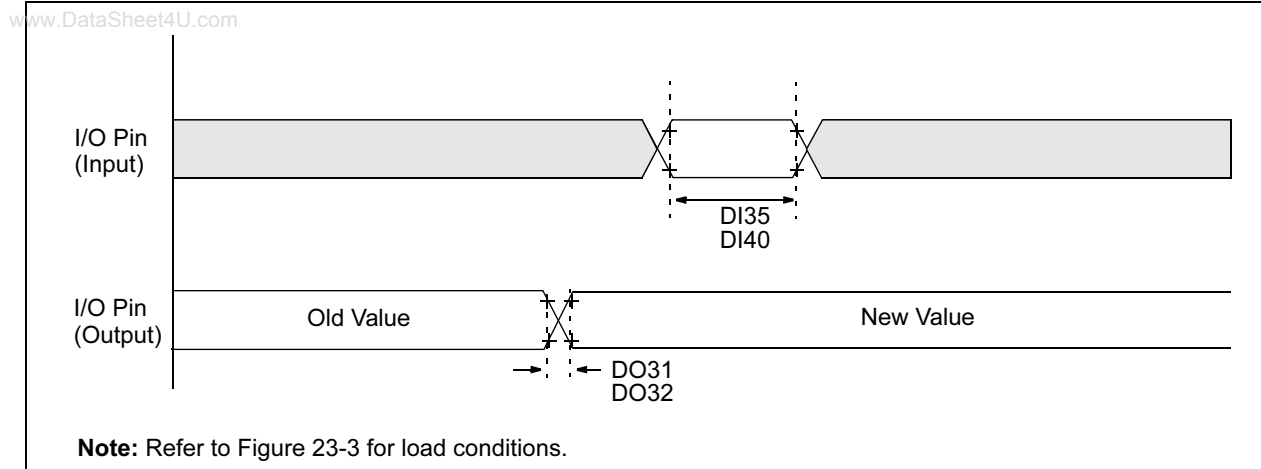 www.DataSheet4U.com
I/O Pin
(Input)
DI35
DI40
I/O Pin
(Output)
Old Value
New Value
DO31
DO32
Note: Refer to Figure 23-3 for load conditions.